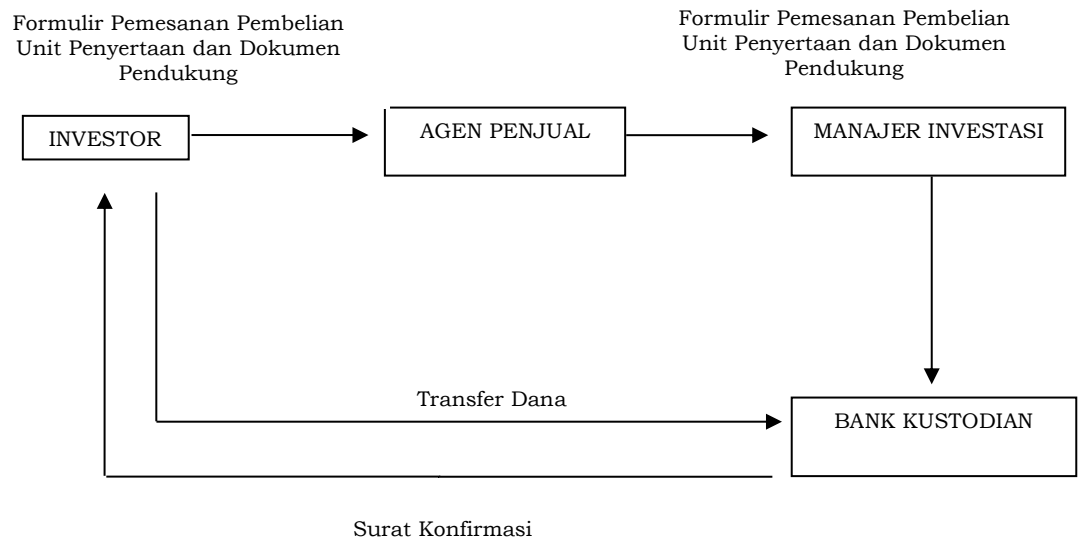 Formulir Pemesanan Pembelian
Unit Penyertaan dan Dokumen
Pendukung
Formulir Pemesanan Pembelian
Unit Penyertaan dan Dokumen
Pendukung
INVESTOR
AGEN PENJUAL
MANAJER INVESTASI
Transfer Dana
BANK KUSTODIAN
Surat Konfirmasi